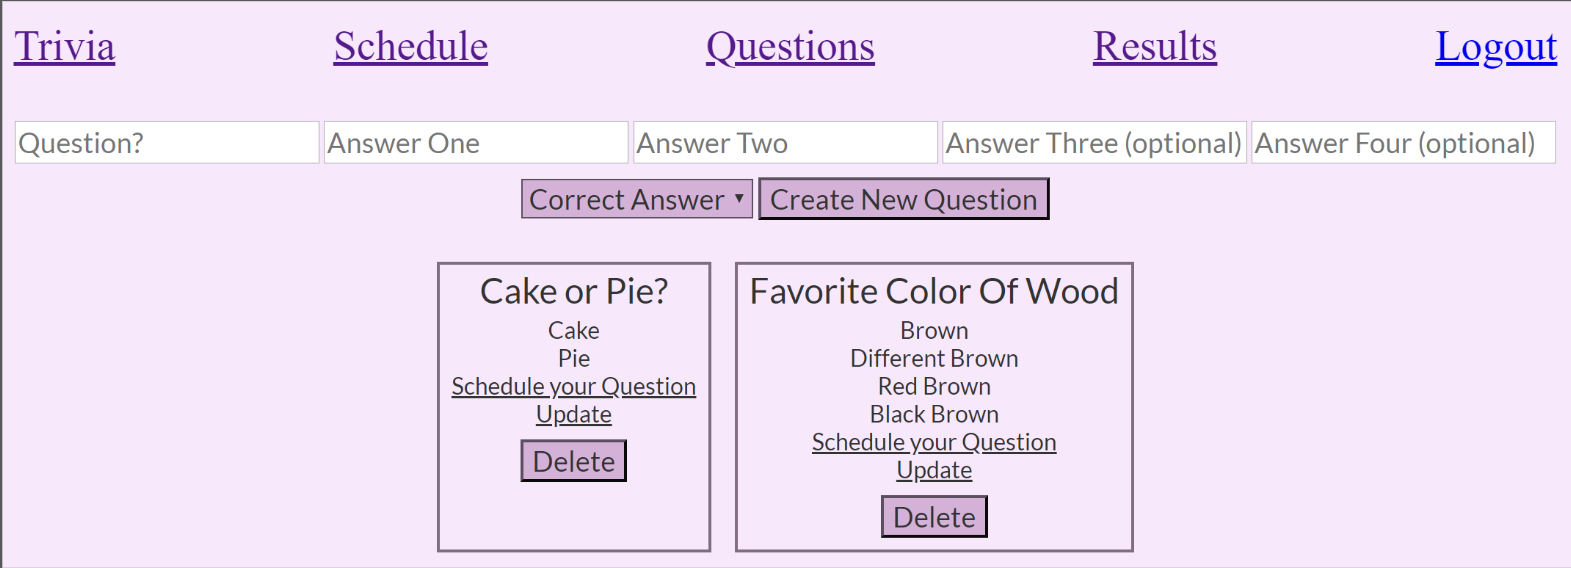 Trivia Schedule Questions Results Logout
Question? Answer One Answer Two Answer Three (optional) Answer Four (optional)
Correct Answer ▼ Create New Question
Cake or Pie?
Cake
Pie
Schedule your Question
Update
Delete
Favorite Color Of Wood
Brown
Different Brown
Red Brown
Black Brown
Schedule your Question
Update
Delete